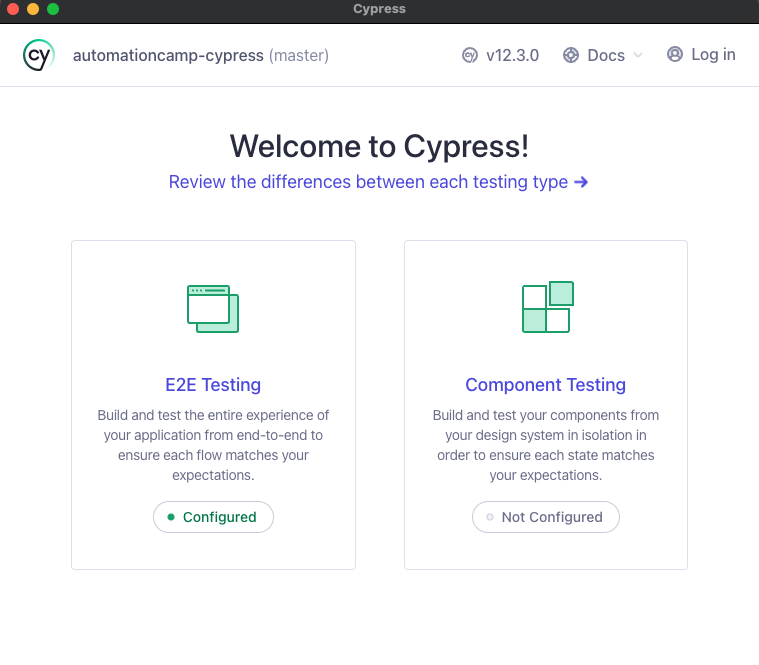 Cypress
cy automationcamp-cypress (master) cy v12.3.0 Docs Log in
Welcome to Cypress!
Review the differences between each testing type →
E2E Testing
Build and test the entire experience of
your application from end-to-end to
ensure each flow matches your
expectations.
Configured
Component Testing
Build and test your components from
your design system in isolation in
order to ensure each state matches
your expectations.
Not Configured